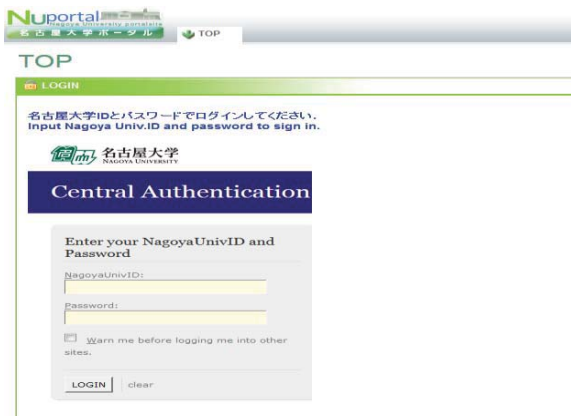 Nuportal
Nagoya University portalsite
名古屋大学ポータル
TOP
TOP
LOGIN
名古屋大学IDとパスワードでログインしてください.
Input Nagoya Univ.ID and password to sign in.
名古屋大学
NAGOYA UNIVERSITY
Central Authentication
Enter your NagoyaUnivID and
Password
NagoyaUnivID:
Password:
Warn me before logging me into other
sites.
LOGIN clear